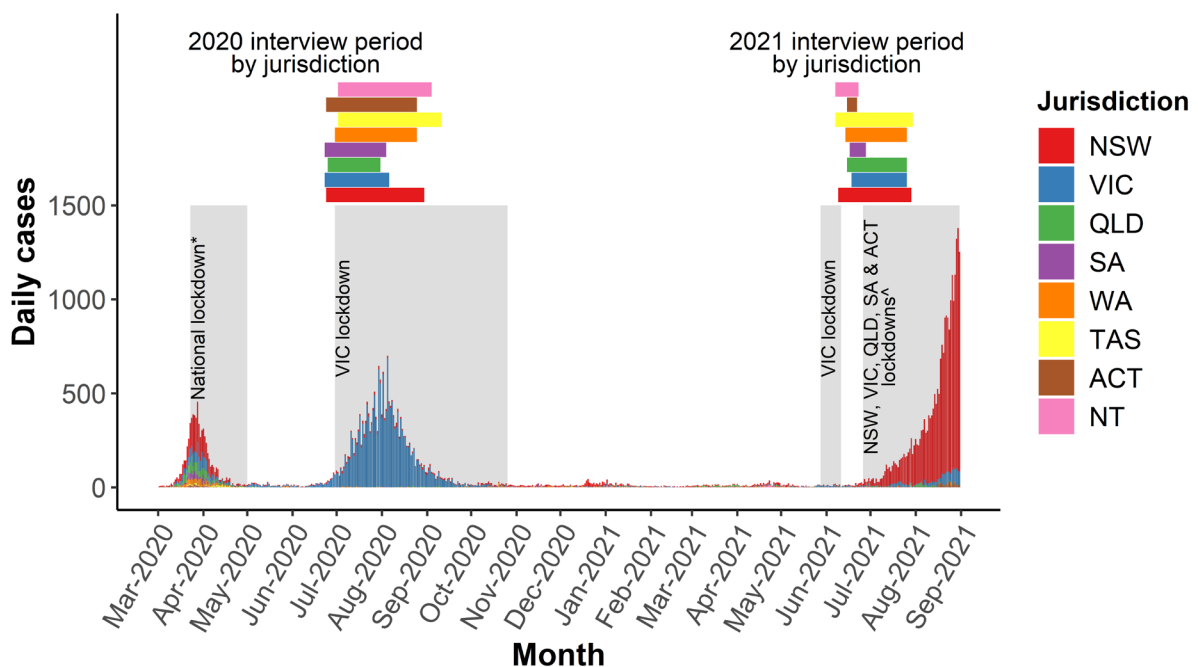 2020 interview period
by jurisdiction
2021 interview period
by jurisdiction
Jurisdiction
NSW
VIC
QLD
SA
WA
TAS
ACT
NT
Daily cases
1500
1000
500
0
National lockdown*
VIC lockdown
VIC lockdown
NSW, VIC, QLD, SA & ACT
lockdowns^
Mar-2020
Apr-2020
May-2020
Jun-2020
Jul-2020
Aug-2020
Sep-2020
Oct-2020
Nov-2020
Dec-2020
Jan-2021
Feb-2021
Mar-2021
Apr-2021
May-2021
Jun-2021
Jul-2021
Aug-2021
Sep-2021
Month